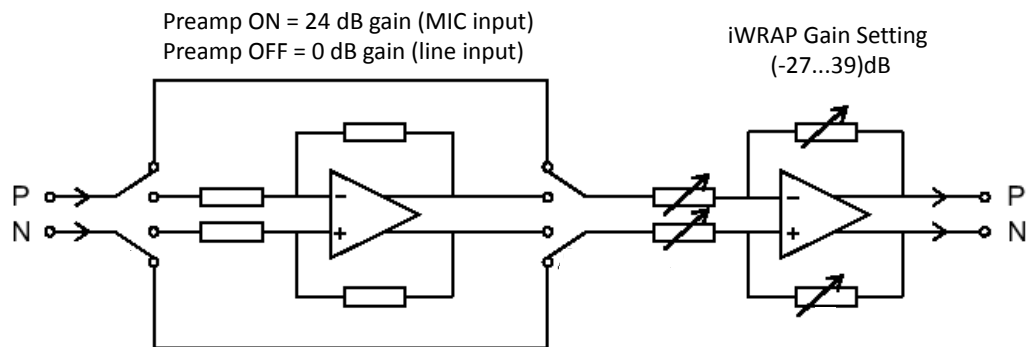 Preamp ON = 24 dB gain (MIC input)
Preamp OFF = 0 dB gain (line input)
iWRAP Gain Setting
(-27...39)dB
P
N
−
+
−
+
P
N